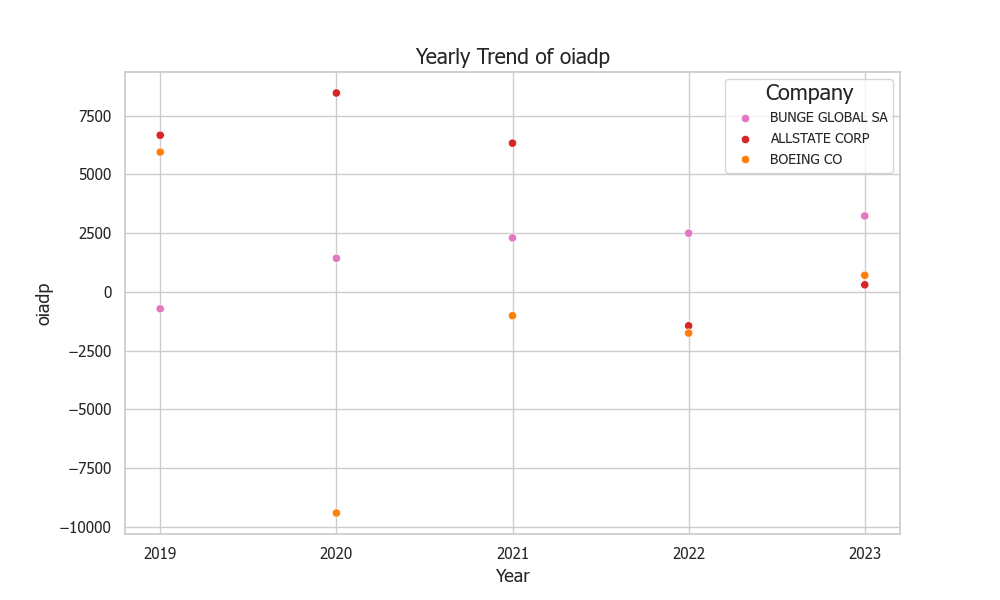 Yearly Trend of oiadp
Company
BUNGE GLOBAL SA
ALLSTATE CORP
BOEING CO
7500
5000
2500
0
−2500
−5000
−7500
−10000
oiadp
2019 2020 2021 2022 2023
Year